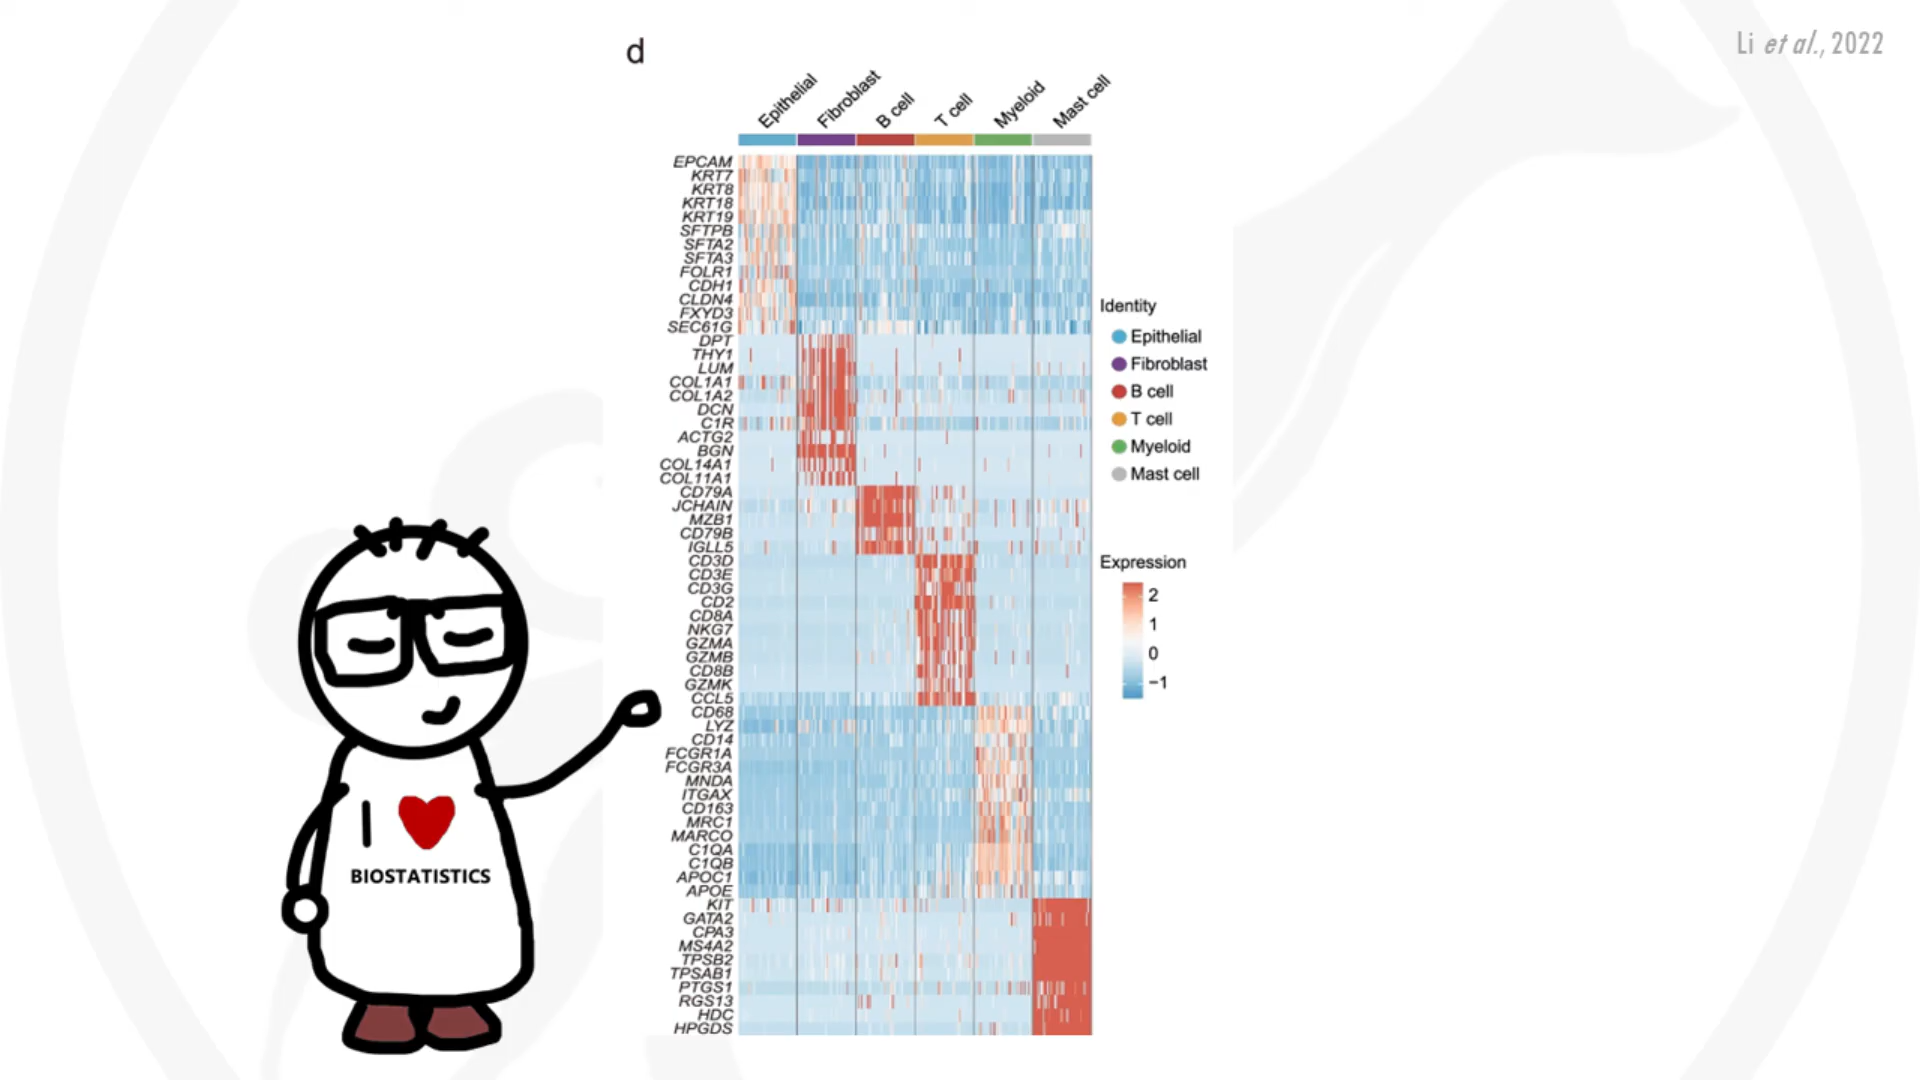 Li et al., 2022
d
Epithelial
Fibroblast
B cell
T cell
Myeloid
Mast cell
EPCAM
KRT7
KRT8
KRT18
KRT19
SFTPB
SFTA2
SFTA3
FOLR1
CDH1
CLDN4
FXYD3
SEC61G
DPT
THY1
LUM
COL1A1
COL1A2
DCN
C1R
ACTG2
BGN
COL14A1
COL11A1
CD79A
JCHAIN
MZB1
CD79B
IGLL5
CD3D
CD3E
CD3G
CD2
CD8A
NKG7
GZMA
GZMB
CD8B
GZMK
CCL5
CD68
LYZ
CD14
FCGR1A
FCGR3A
MNDA
ITGAX
CD163
MRC1
MARCO
C1QA
C1QB
APOC1
APOE
KIT
GATA2
CPA3
MS4A2
TPSB2
TPSAB1
PTGS1
RGS13
HDC
HPGDS
Identity
Epithelial
Fibroblast
B cell
T cell
Myeloid
Mast cell
Expression
2
1
0
−1
I
BIOSTATISTICS